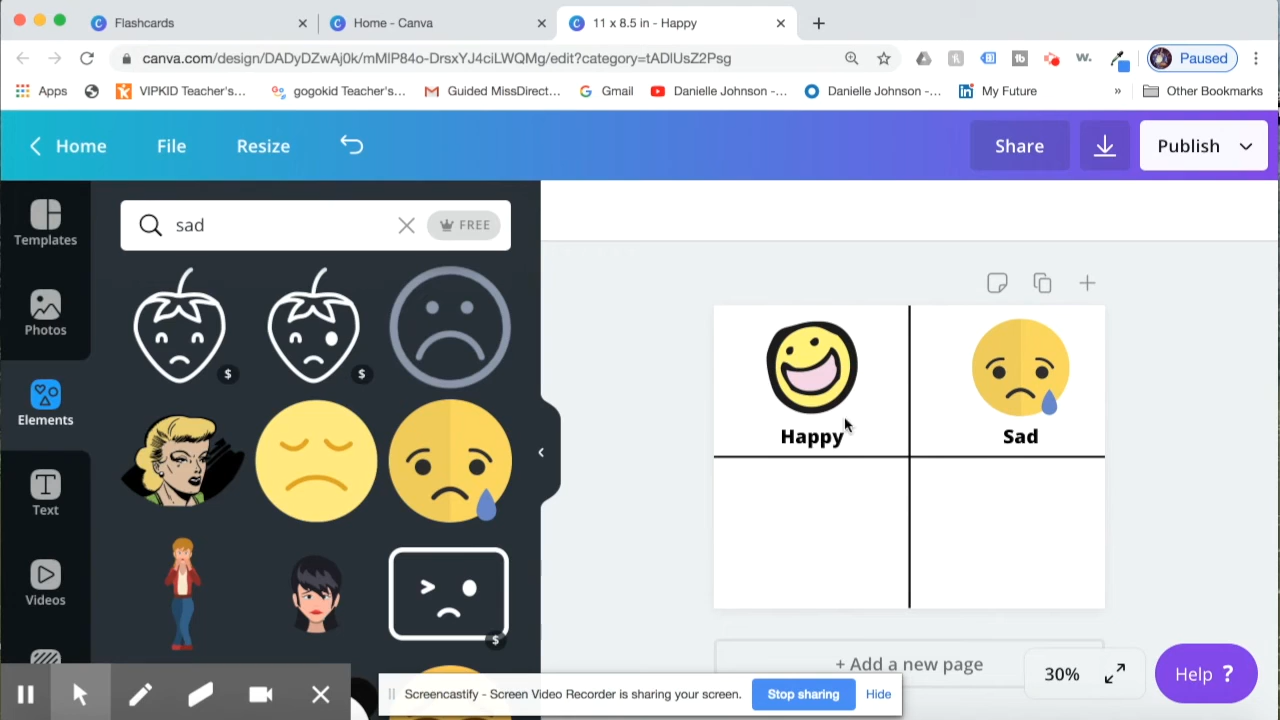 Flashcards
Home - Canva
11 x 8.5 in - Happy
canva.com/design/DADyDZwAj0k/mMlP84o-DrsxYJ4ciLWQMg/edit?category=tADlUsZ2Psg
Paused
Apps
VIPKID Teacher's...
gogokid Teacher's...
Guided MissDirect...
Gmail
Danielle Johnson -...
Danielle Johnson -...
My Future
»
Other Bookmarks
Home
File
Resize
Share
Publish
Templates
Photos
Elements
Text
Videos
sad
FREE
$
$
$
Happy
Sad
+ Add a new page
30%
Help ?
Screencastify - Screen Video Recorder is sharing your screen.
Stop sharing
Hide